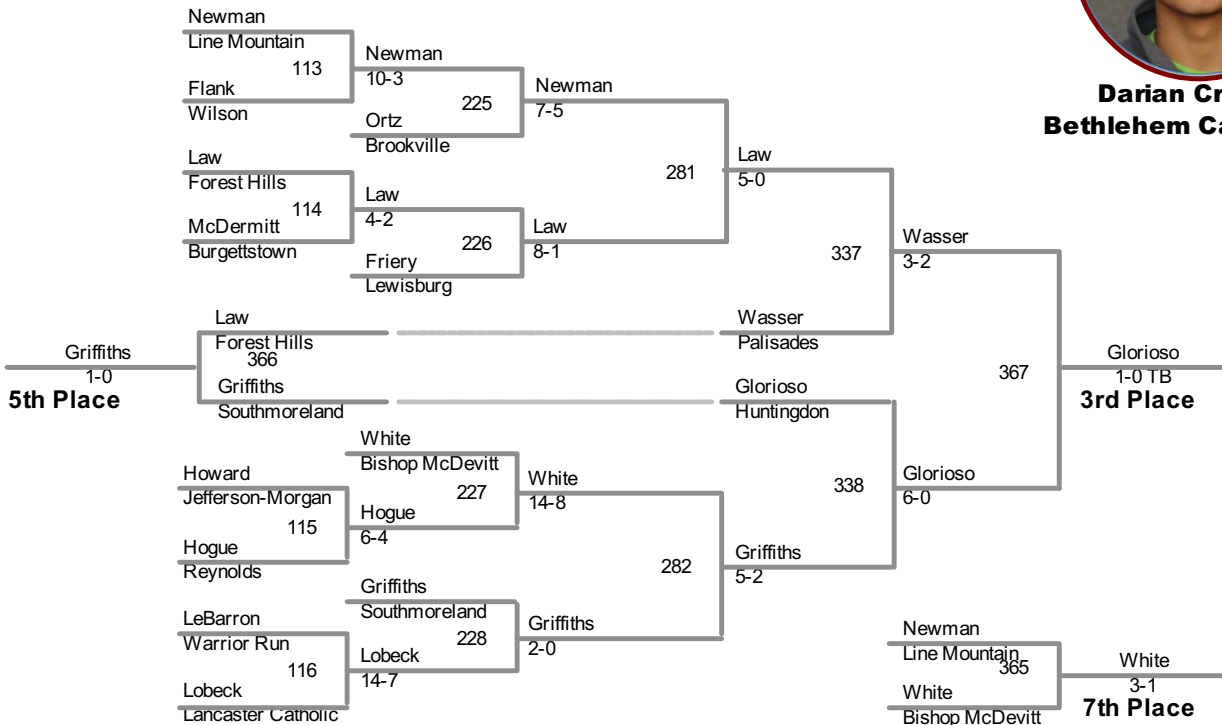 Newman
Line Mountain
113
Flank
Wilson
Newman
10-3
225
Ortz
Brookville
Newman
7-5
Law
Forest Hills
114
McDermitt
Burgettstown
Law
4-2
226
Friery
Lewisburg
Law
8-1
281
Law
5-0
337
Wasser
3-2
Wasser
Palisades
Law
Forest Hills
366
Griffiths
Southmoreland
Griffiths
1-0
5th Place
Glorioso
Huntingdon
367
Glorioso
1-0 TB
3rd Place
White
Bishop McDevitt
227
White
14-8
Howard
Jefferson-Morgan
115
Hogue
Reynolds
Hogue
6-4
338
Glorioso
6-0
282
Griffiths
5-2
Griffiths
Southmoreland
228
Griffiths
2-0
LeBarron
Warrior Run
116
Lobeck
Lancaster Catholic
Lobeck
14-7
Newman
Line Mountain
365
White
Bishop McDevitt
White
3-1
7th Place
Darian Cr
Bethlehem Ca